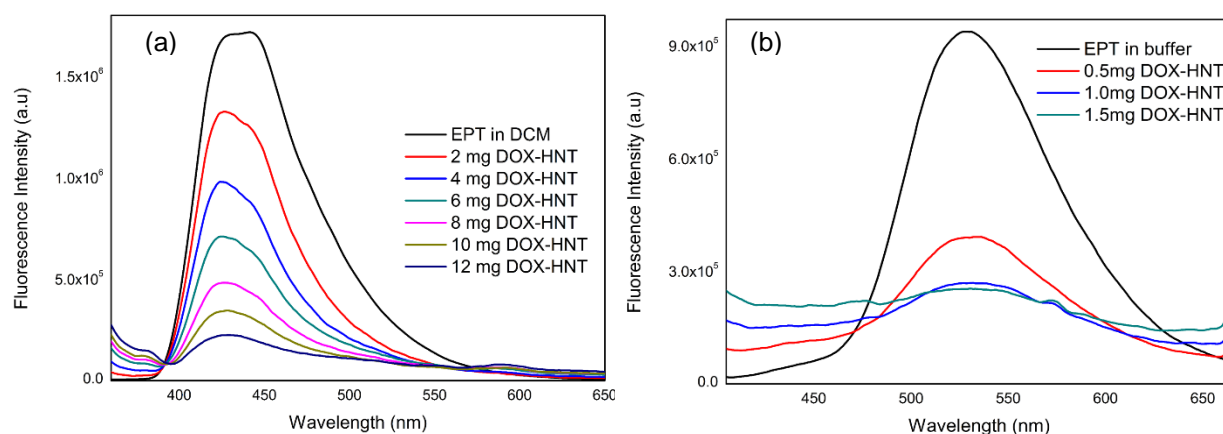 (a)
Fluorescence Intensity (a.u)
1.5x10⁶
1.0x10⁶
5.0x10⁵
0.0
EPT in DCM
2 mg DOX-HNT
4 mg DOX-HNT
6 mg DOX-HNT
8 mg DOX-HNT
10 mg DOX-HNT
12 mg DOX-HNT
400 450 500 550 600 650
Wavelength (nm)
(b)
Fluorescence Intensity (a.u)
9.0x10⁵
6.0x10⁵
3.0x10⁵
0.0
EPT in buffer
0.5mg DOX-HNT
1.0mg DOX-HNT
1.5mg DOX-HNT
450 500 550 600 650
Wavelength (nm)